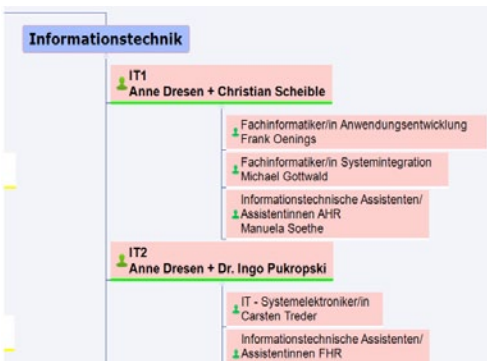 Informationstechnik
IT1
Anne Dresen + Christian Scheible
Fachinformatiker/in Anwendungsentwicklung
Frank Oenings
Fachinformatiker/in Systemintegration
Michael Gottwald
Informationstechnische Assistenten/
Assistentinnen AHR
Manuela Soethe
IT2
Anne Dresen + Dr. Ingo Pukropski
IT - Systemelektroniker/in
Carsten Treder
Informationstechnische Assistenten/
Assistentinnen FHR